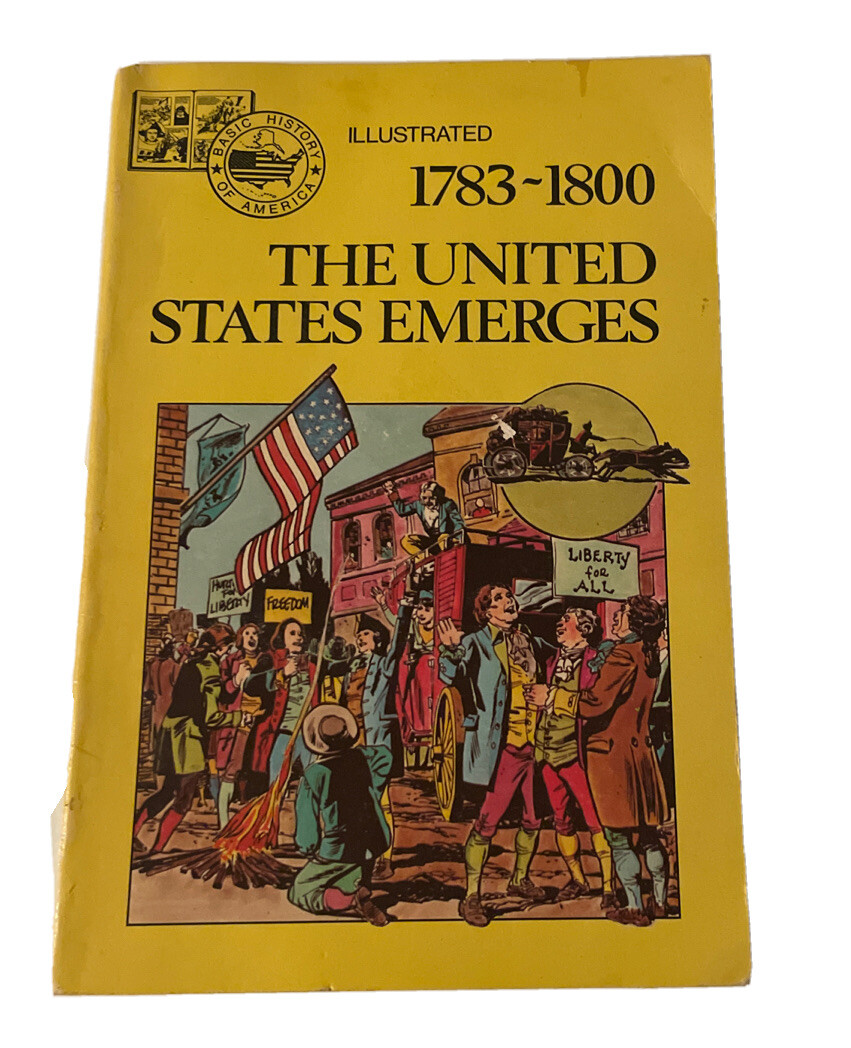 BASIC HISTORY
OF AMERICA
ILLUSTRATED
1783~1800
THE UNITED
STATES EMERGES
LIBERTY
for
ALL
LIBERTY
FREEDOM